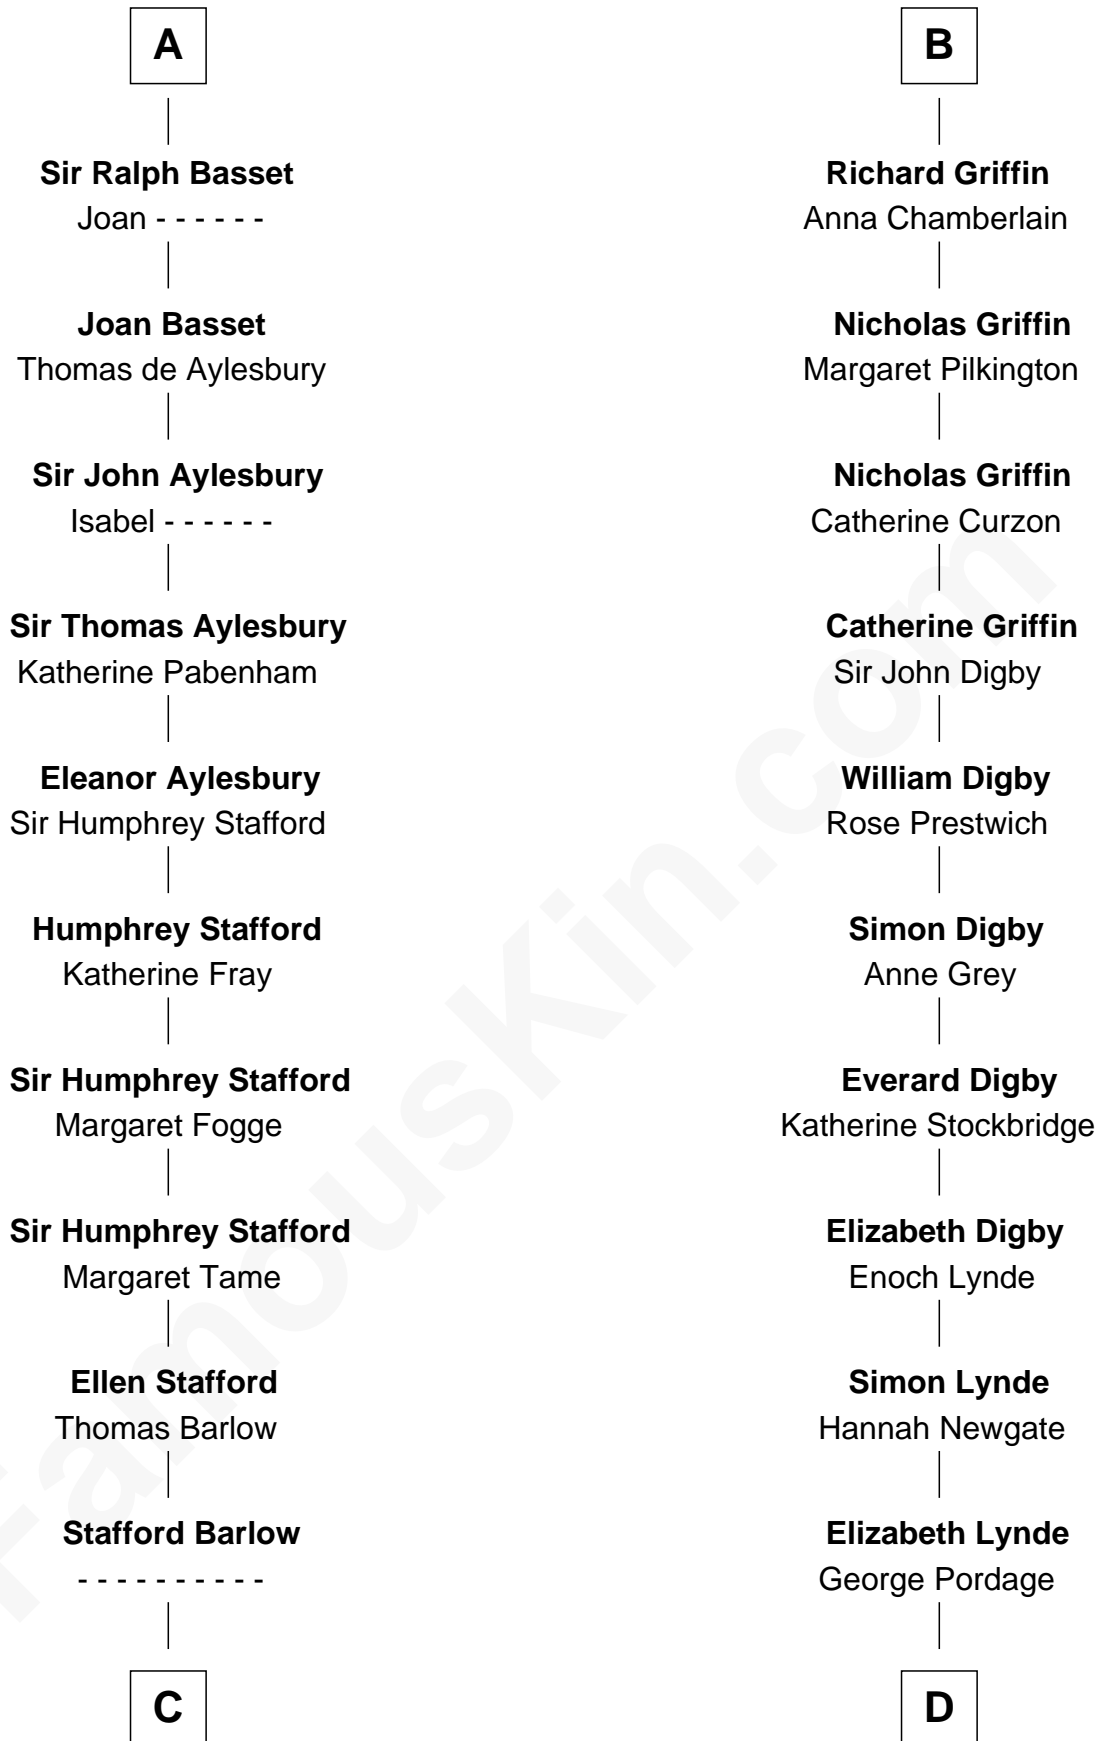 A
Sir Ralph Basset
Joan - - - - - -
Joan Basset
Thomas de Aylesbury
Sir John Aylesbury
Isabel - - - - - -
Sir Thomas Aylesbury
Katherine Pabenham
Eleanor Aylesbury
Sir Humphrey Stafford
Humphrey Stafford
Katherine Fray
Sir Humphrey Stafford
Margaret Fogge
Sir Humphrey Stafford
Margaret Tame
Ellen Stafford
Thomas Barlow
Stafford Barlow
- - - - - - - - - -
C
B
Richard Griffin
Anna Chamberlain
Nicholas Griffin
Margaret Pilkington
Nicholas Griffin
Catherine Curzon
Catherine Griffin
Sir John Digby
William Digby
Rose Prestwich
Simon Digby
Anne Grey
Everard Digby
Katherine Stockbridge
Elizabeth Digby
Enoch Lynde
Simon Lynde
Hannah Newgate
Elizabeth Lynde
George Pordage
D
FamousKin.com